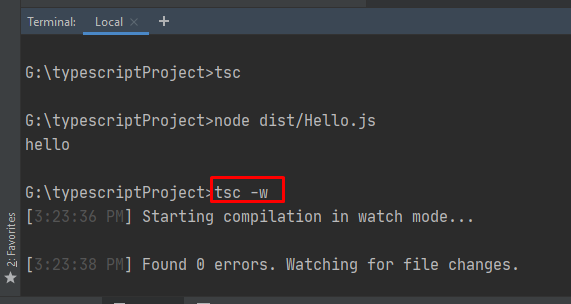 Terminal: Local × +
G:\typescriptProject>tsc
G:\typescriptProject>node dist/Hello.js
hello
G:\typescriptProject>tsc -w
[3:23:36 PM] Starting compilation in watch mode...
[3:23:38 PM] Found 0 errors. Watching for file changes.
2: Favorites